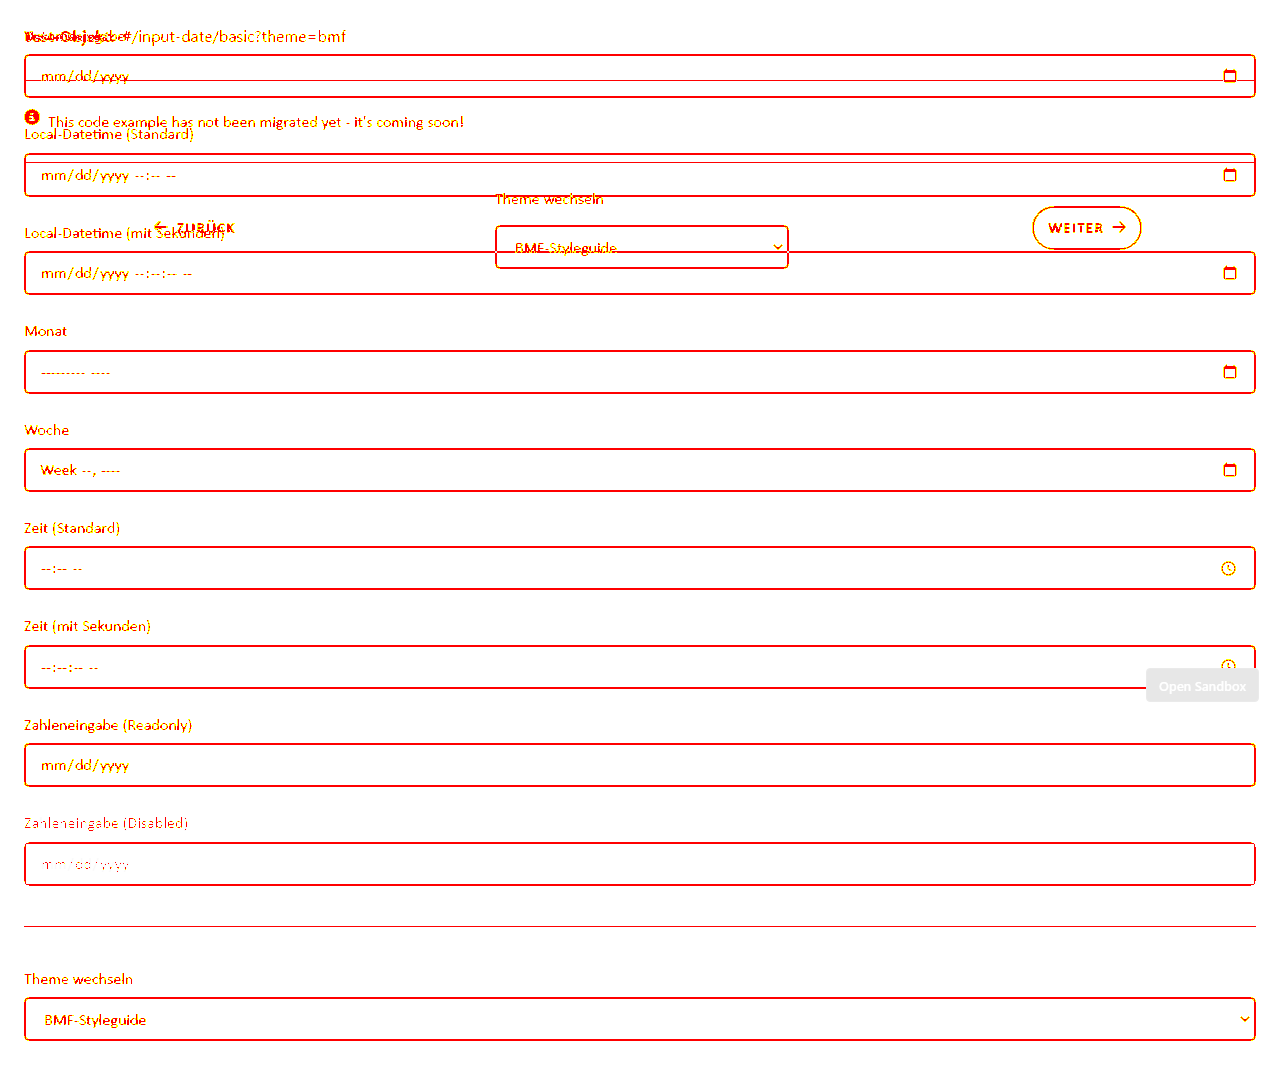 #/input-date/basic?theme=bmf
mm/dd/yyyy
This code example has not been migrated yet - it's coming soon!
Local-Datetime (Standard)
mm/dd/yyyy --:-- --
Theme wechseln
ZURÜCK
WEITER
Local-Datetime (mit Sekunden)
BMF-Styleguide
mm/dd/yyyy --:--:-- --
Monat
--------- ----
Woche
Week --, ----
Zeit (Standard)
--:-- --
Zeit (mit Sekunden)
--:--:-- --
Open Sandbox
Zahleneingabe (Readonly)
mm/dd/yyyy
Zahleneingabe (Disabled)
mm/dd/yyyy
Theme wechseln
BMF-Styleguide